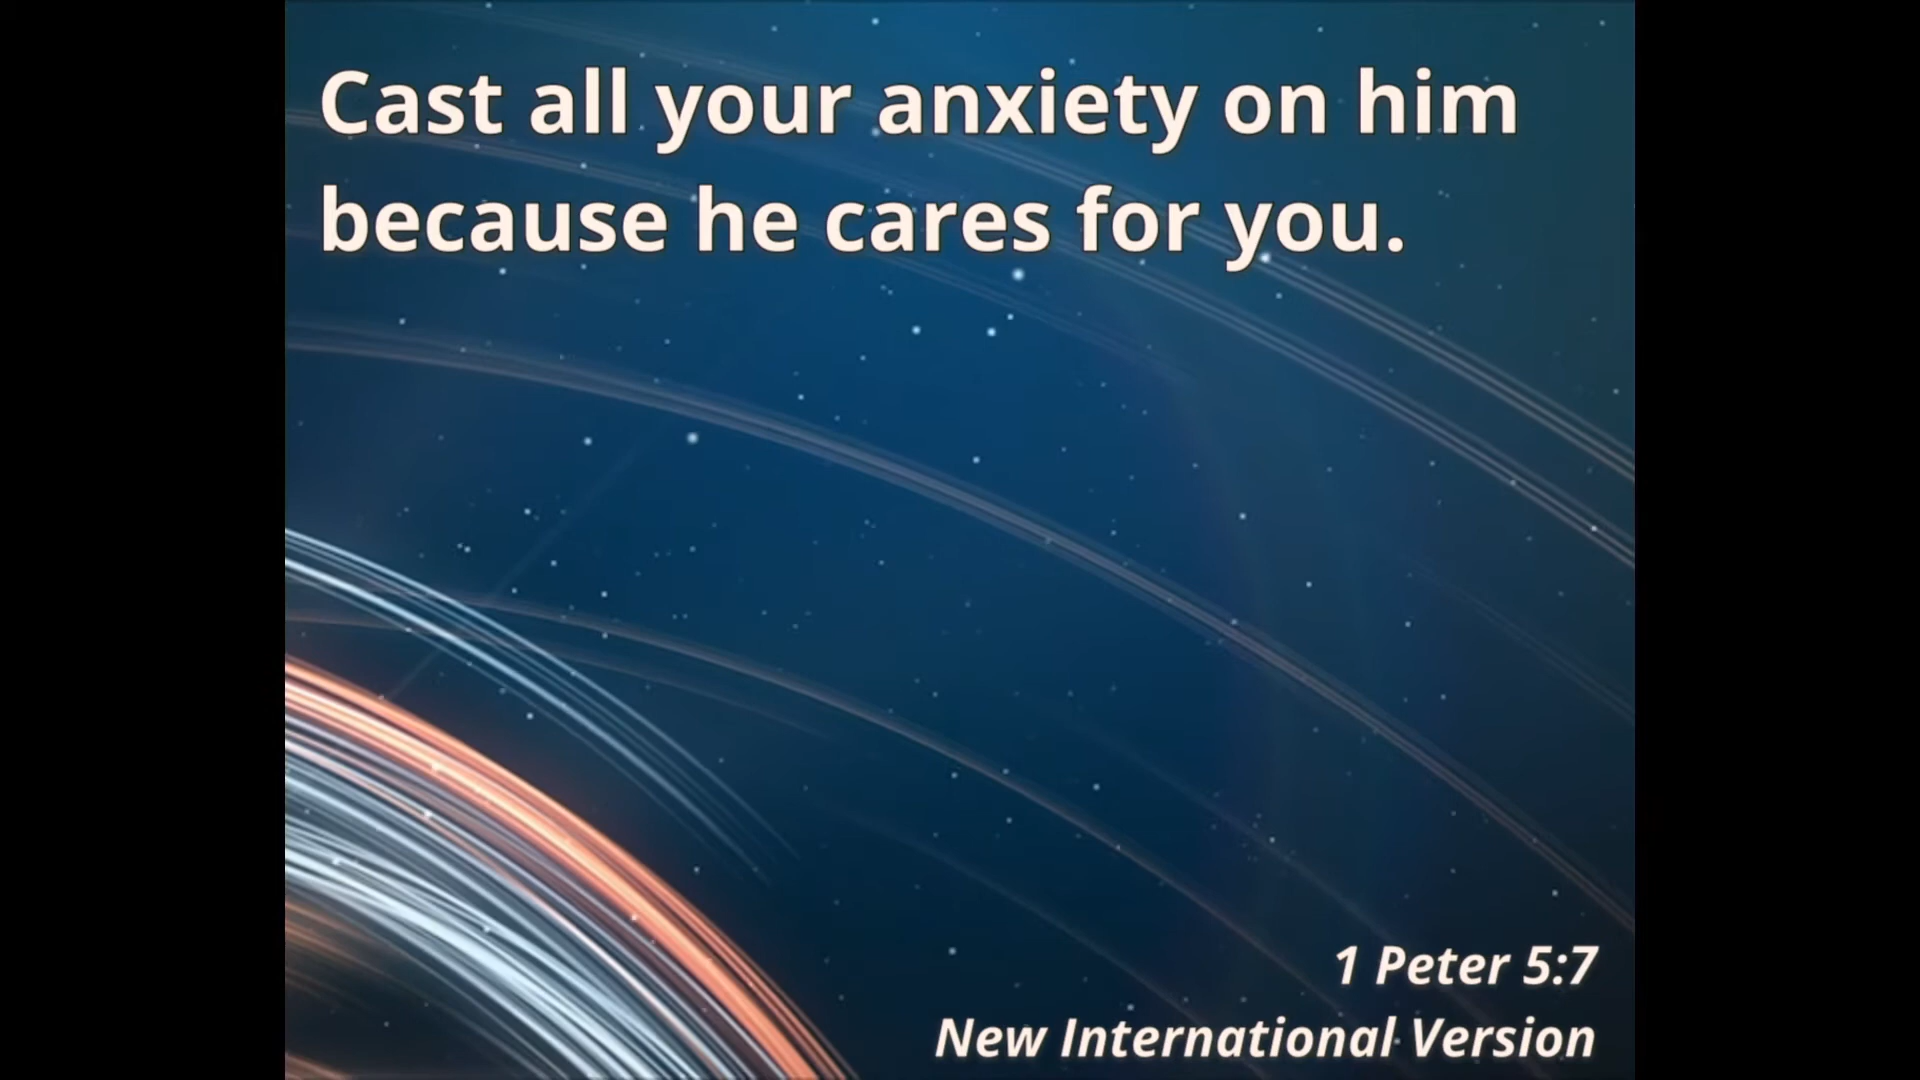 Cast all your anxiety on him
because he cares for you.
1 Peter 5:7
New International Version